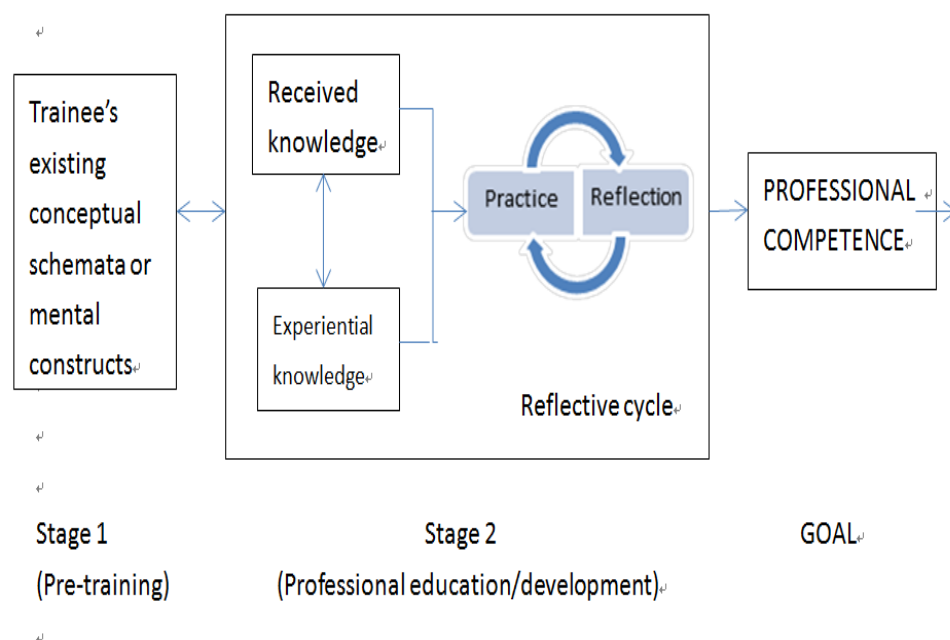 Trainee's
existing
conceptual
schemata or
mental
constructs
Received
knowledge
Experiential
knowledge
Practice
Reflection
Reflective cycle
PROFESSIONAL
COMPETENCE
Stage 1
(Pre-training)
Stage 2
(Professional education/development)
GOAL